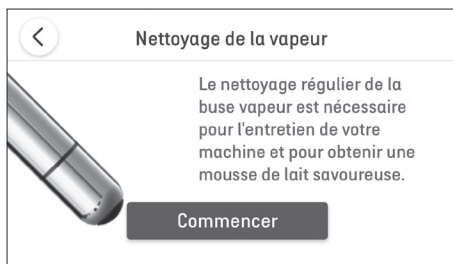 Nettoyage de la vapeur
Le nettoyage régulier de la
buse vapeur est nécessaire
pour l'entretien de votre
machine et pour obtenir une
mousse de lait savoureuse.
Commencer